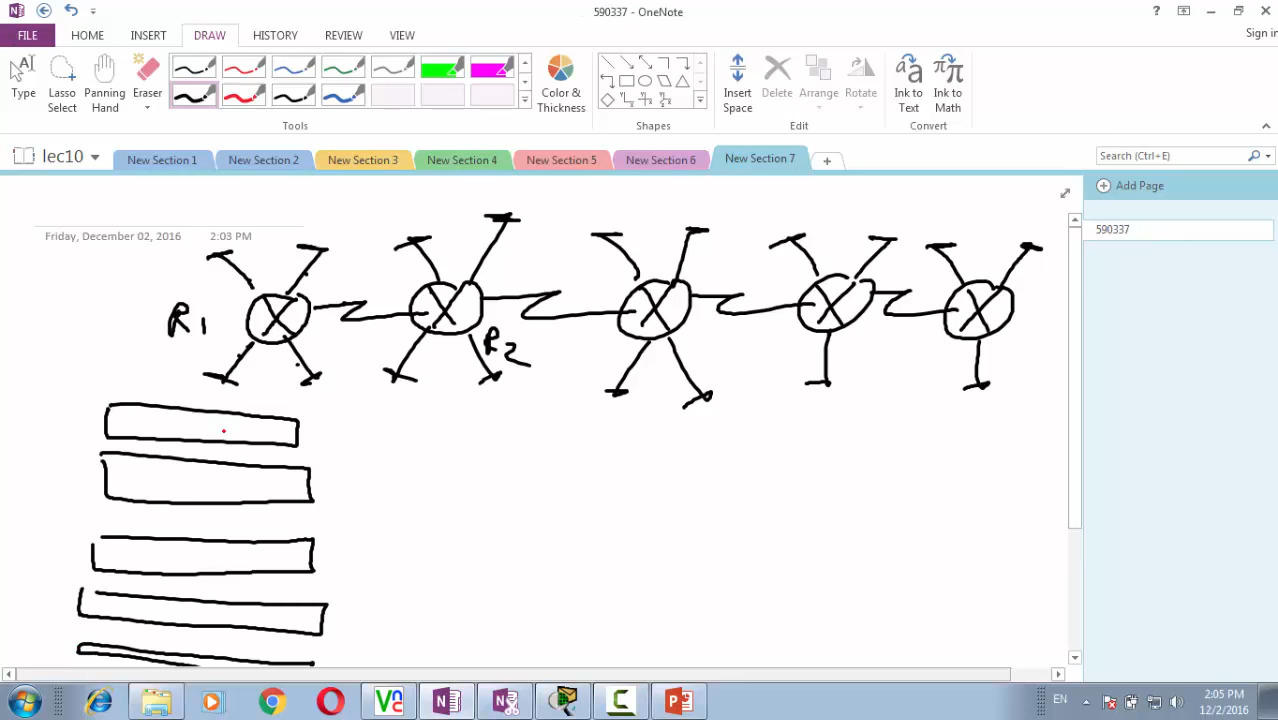 590337 - OneNote
?
Sign in
FILE HOME INSERT DRAW HISTORY REVIEW VIEW
Type
Lasso Select
Panning Hand
Eraser
Color & Thickness
Insert Space
Delete
Arrange
Rotate
Ink to Text
Ink to Math
Tools Shapes Edit Convert
lec10
New Section 1 New Section 2 New Section 3 New Section 4 New Section 5 New Section 6 New Section 7
Search (Ctrl+E)
Add Page
590337
Friday, December 02, 2016 2:03 PM
R1
R2
EN
2:05 PM
12/2/2016